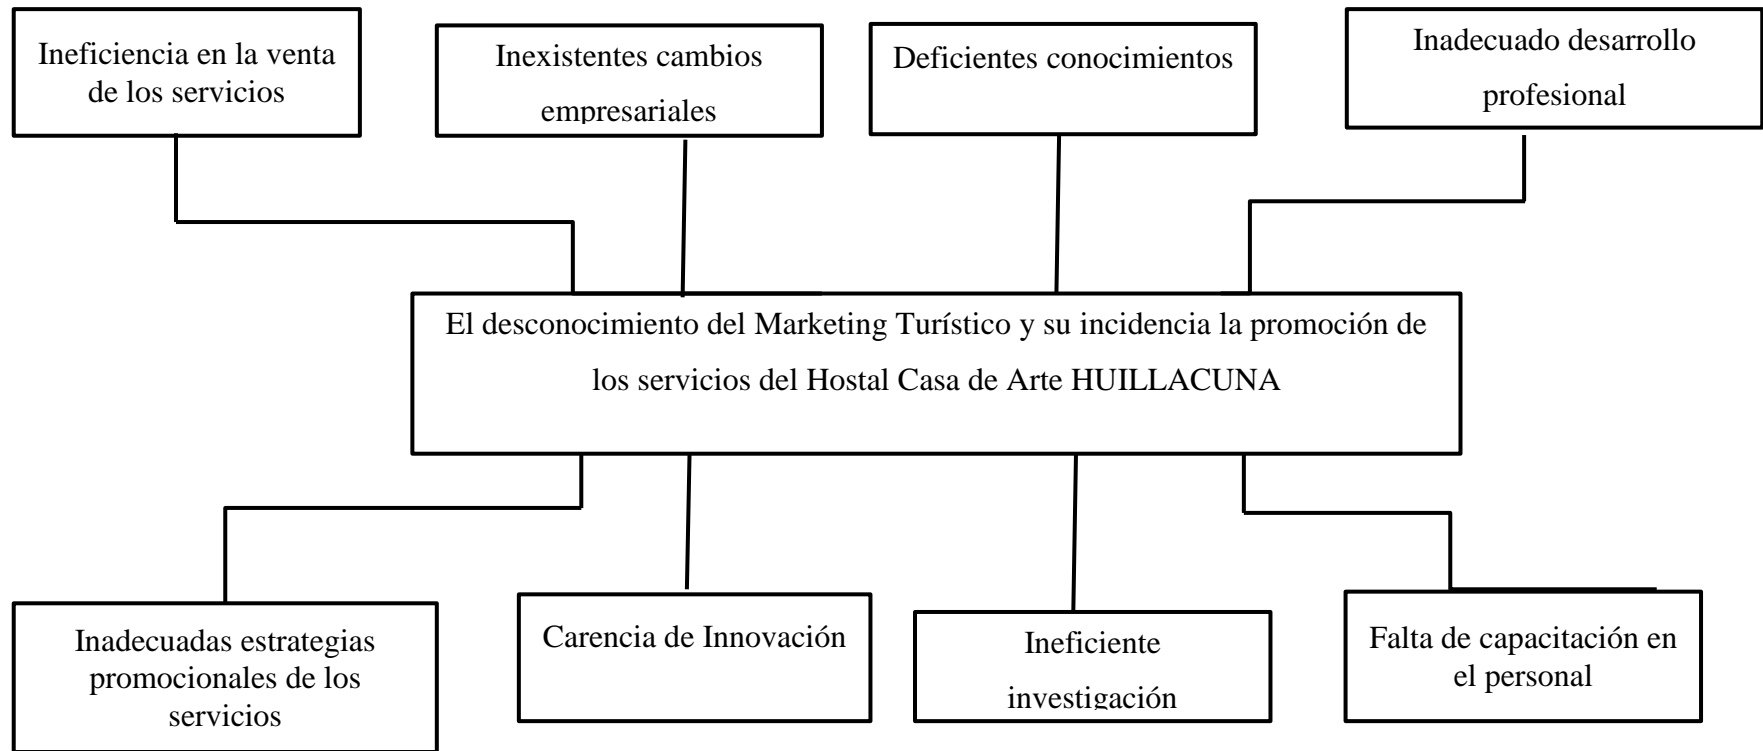 Ineficiencia en la venta
de los servicios
Inexistentes cambios
empresariales
Deficientes conocimientos
Inadecuado desarrollo
profesional
El desconocimiento del Marketing Turístico y su incidencia la promoción de
los servicios del Hostal Casa de Arte HUILLACUNA
Inadecuadas estrategias
promocionales de los
servicios
Carencia de Innovación
Ineficiente
investigación
Falta de capacitación en
el personal